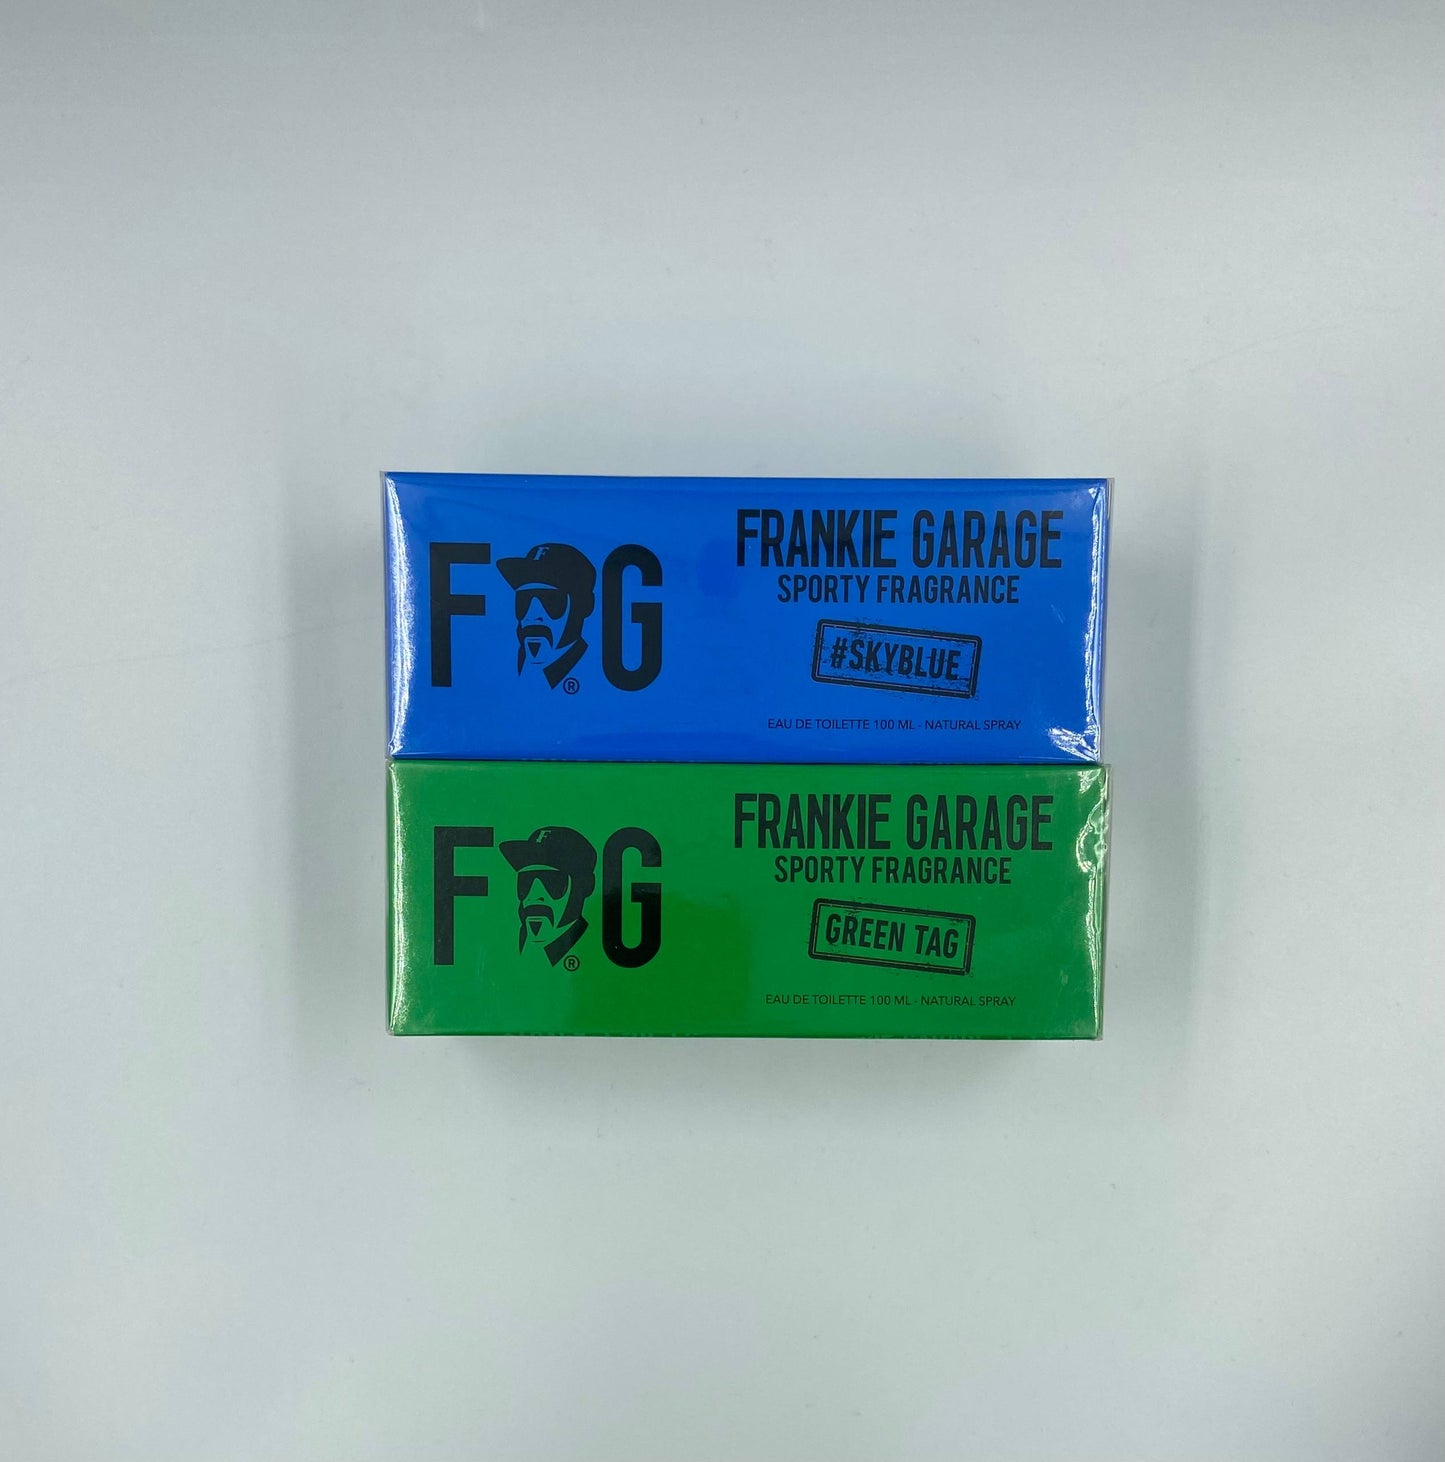 F G
F
®
FRANKIE GARAGE
SPORTY FRAGRANCE
#SKYBLUE
EAU DE TOILETTE 100 ML - NATURAL SPRAY
F G
F
®
FRANKIE GARAGE
SPORTY FRAGRANCE
GREEN TAG
EAU DE TOILETTE 100 ML - NATURAL SPRAY